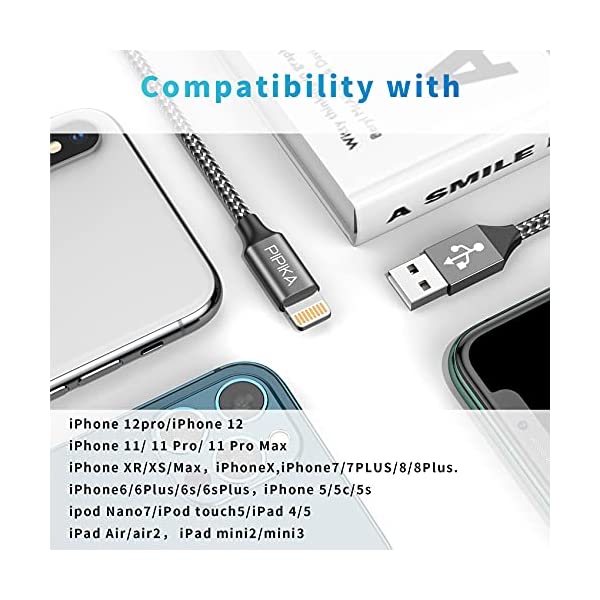 Compatibility with
A
A SMILE
PIPIKA
iPhone 12pro/iPhone 12
iPhone 11/ 11 Pro/ 11 Pro Max
iPhone XR/XS/Max，iPhoneX,iPhone7/7PLUS/8/8Plus.
iPhone6/6Plus/6s/6sPlus，iPhone 5/5c/5s
ipod Nano7/iPod touch5/iPad 4/5
iPad Air/air2， iPad mini2/mini3